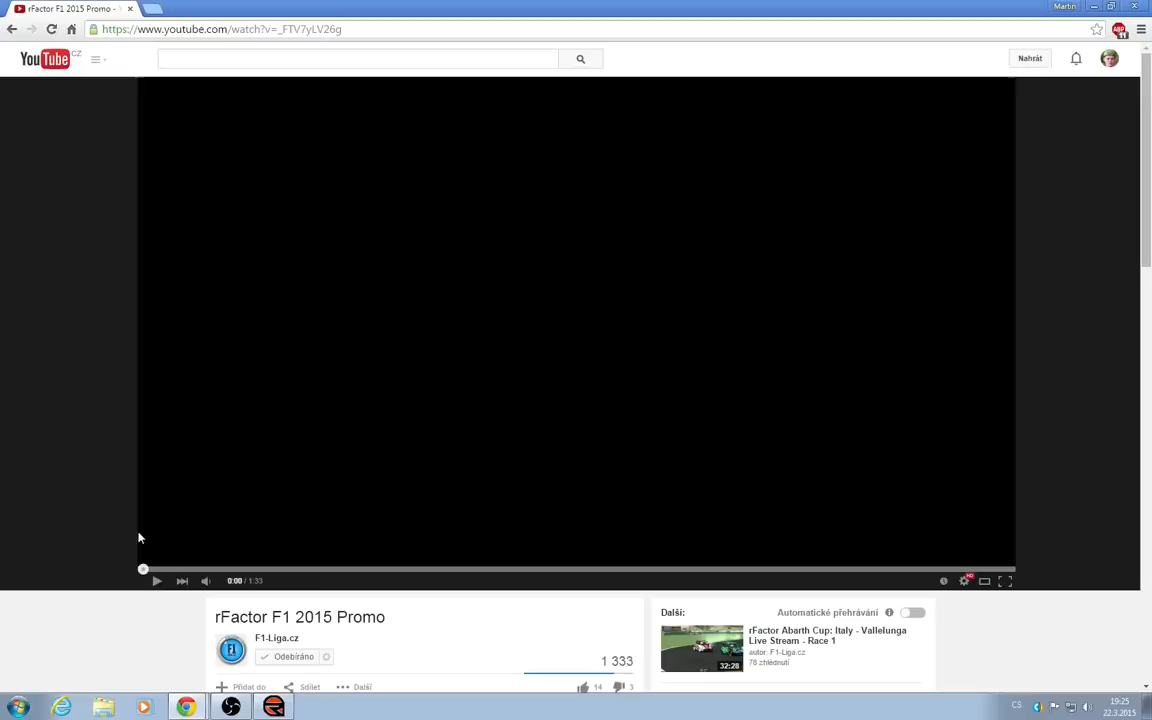 rFactor F1 2015 Promo - Y
Martin
https://www.youtube.com/watch?v=_FTV7yLV26g
ABP
11
YouTube CZ
Nahrát
HD
0:00 / 1:33
rFactor F1 2015 Promo
F1-Liga.cz
Odebíráno
1 333
Přidat do
Sdílet
Další
14
3
Další:
Automatické přehrávání
32:28
rFactor Abarth Cup: Italy - Vallelunga
Live Stream - Race 1
autor: F1-Liga.cz
78 zhlédnutí
CS
19:25
22.3.2015